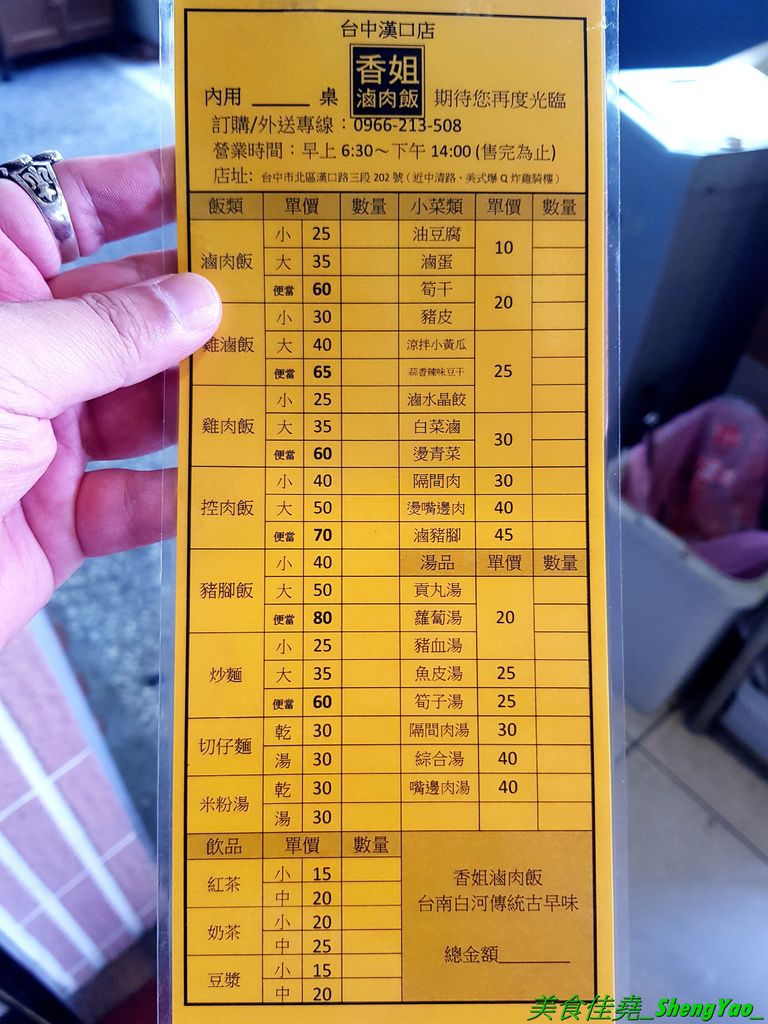 台中漢口店
香姐
滷肉飯
內用 ____ 桌 期待您再度光臨
訂購/外送專線：0966-213-508
營業時間：早上 6:30～下午 14:00 (售完為止)
店址: 台中市北區漢口路三段 202 號（近中清路、美式爆 Q 炸雞騎樓）
飯類 單價 數量
滷肉飯
小 25
大 35
便當 60
雞滷飯
小 30
大 40
便當 65
雞肉飯
小 25
大 35
便當 60
控肉飯
小 40
大 50
便當 70
豬腳飯
小 40
大 50
便當 80
炒麵
小 25
大 35
便當 60
切仔麵
乾 30
湯 30
米粉湯
乾 30
湯 30
飲品 單價 數量
紅茶
小 15
中 20
奶茶
小 20
中 25
豆漿
小 15
中 20
小菜類 單價 數量
油豆腐
滷蛋
10
筍干
豬皮
20
涼拌小黃瓜
蒜香辣味豆干
滷水晶餃
25
白菜滷
燙青菜
30
隔間肉 30
燙嘴邊肉 40
滷豬腳 45
湯品 單價 數量
貢丸湯
蘿蔔湯
豬血湯
20
魚皮湯 25
筍子湯 25
隔間肉湯 30
綜合湯 40
嘴邊肉湯 40
香姐滷肉飯
台南白河傳統古早味
總金額________
美食佳堯_ShengYao_